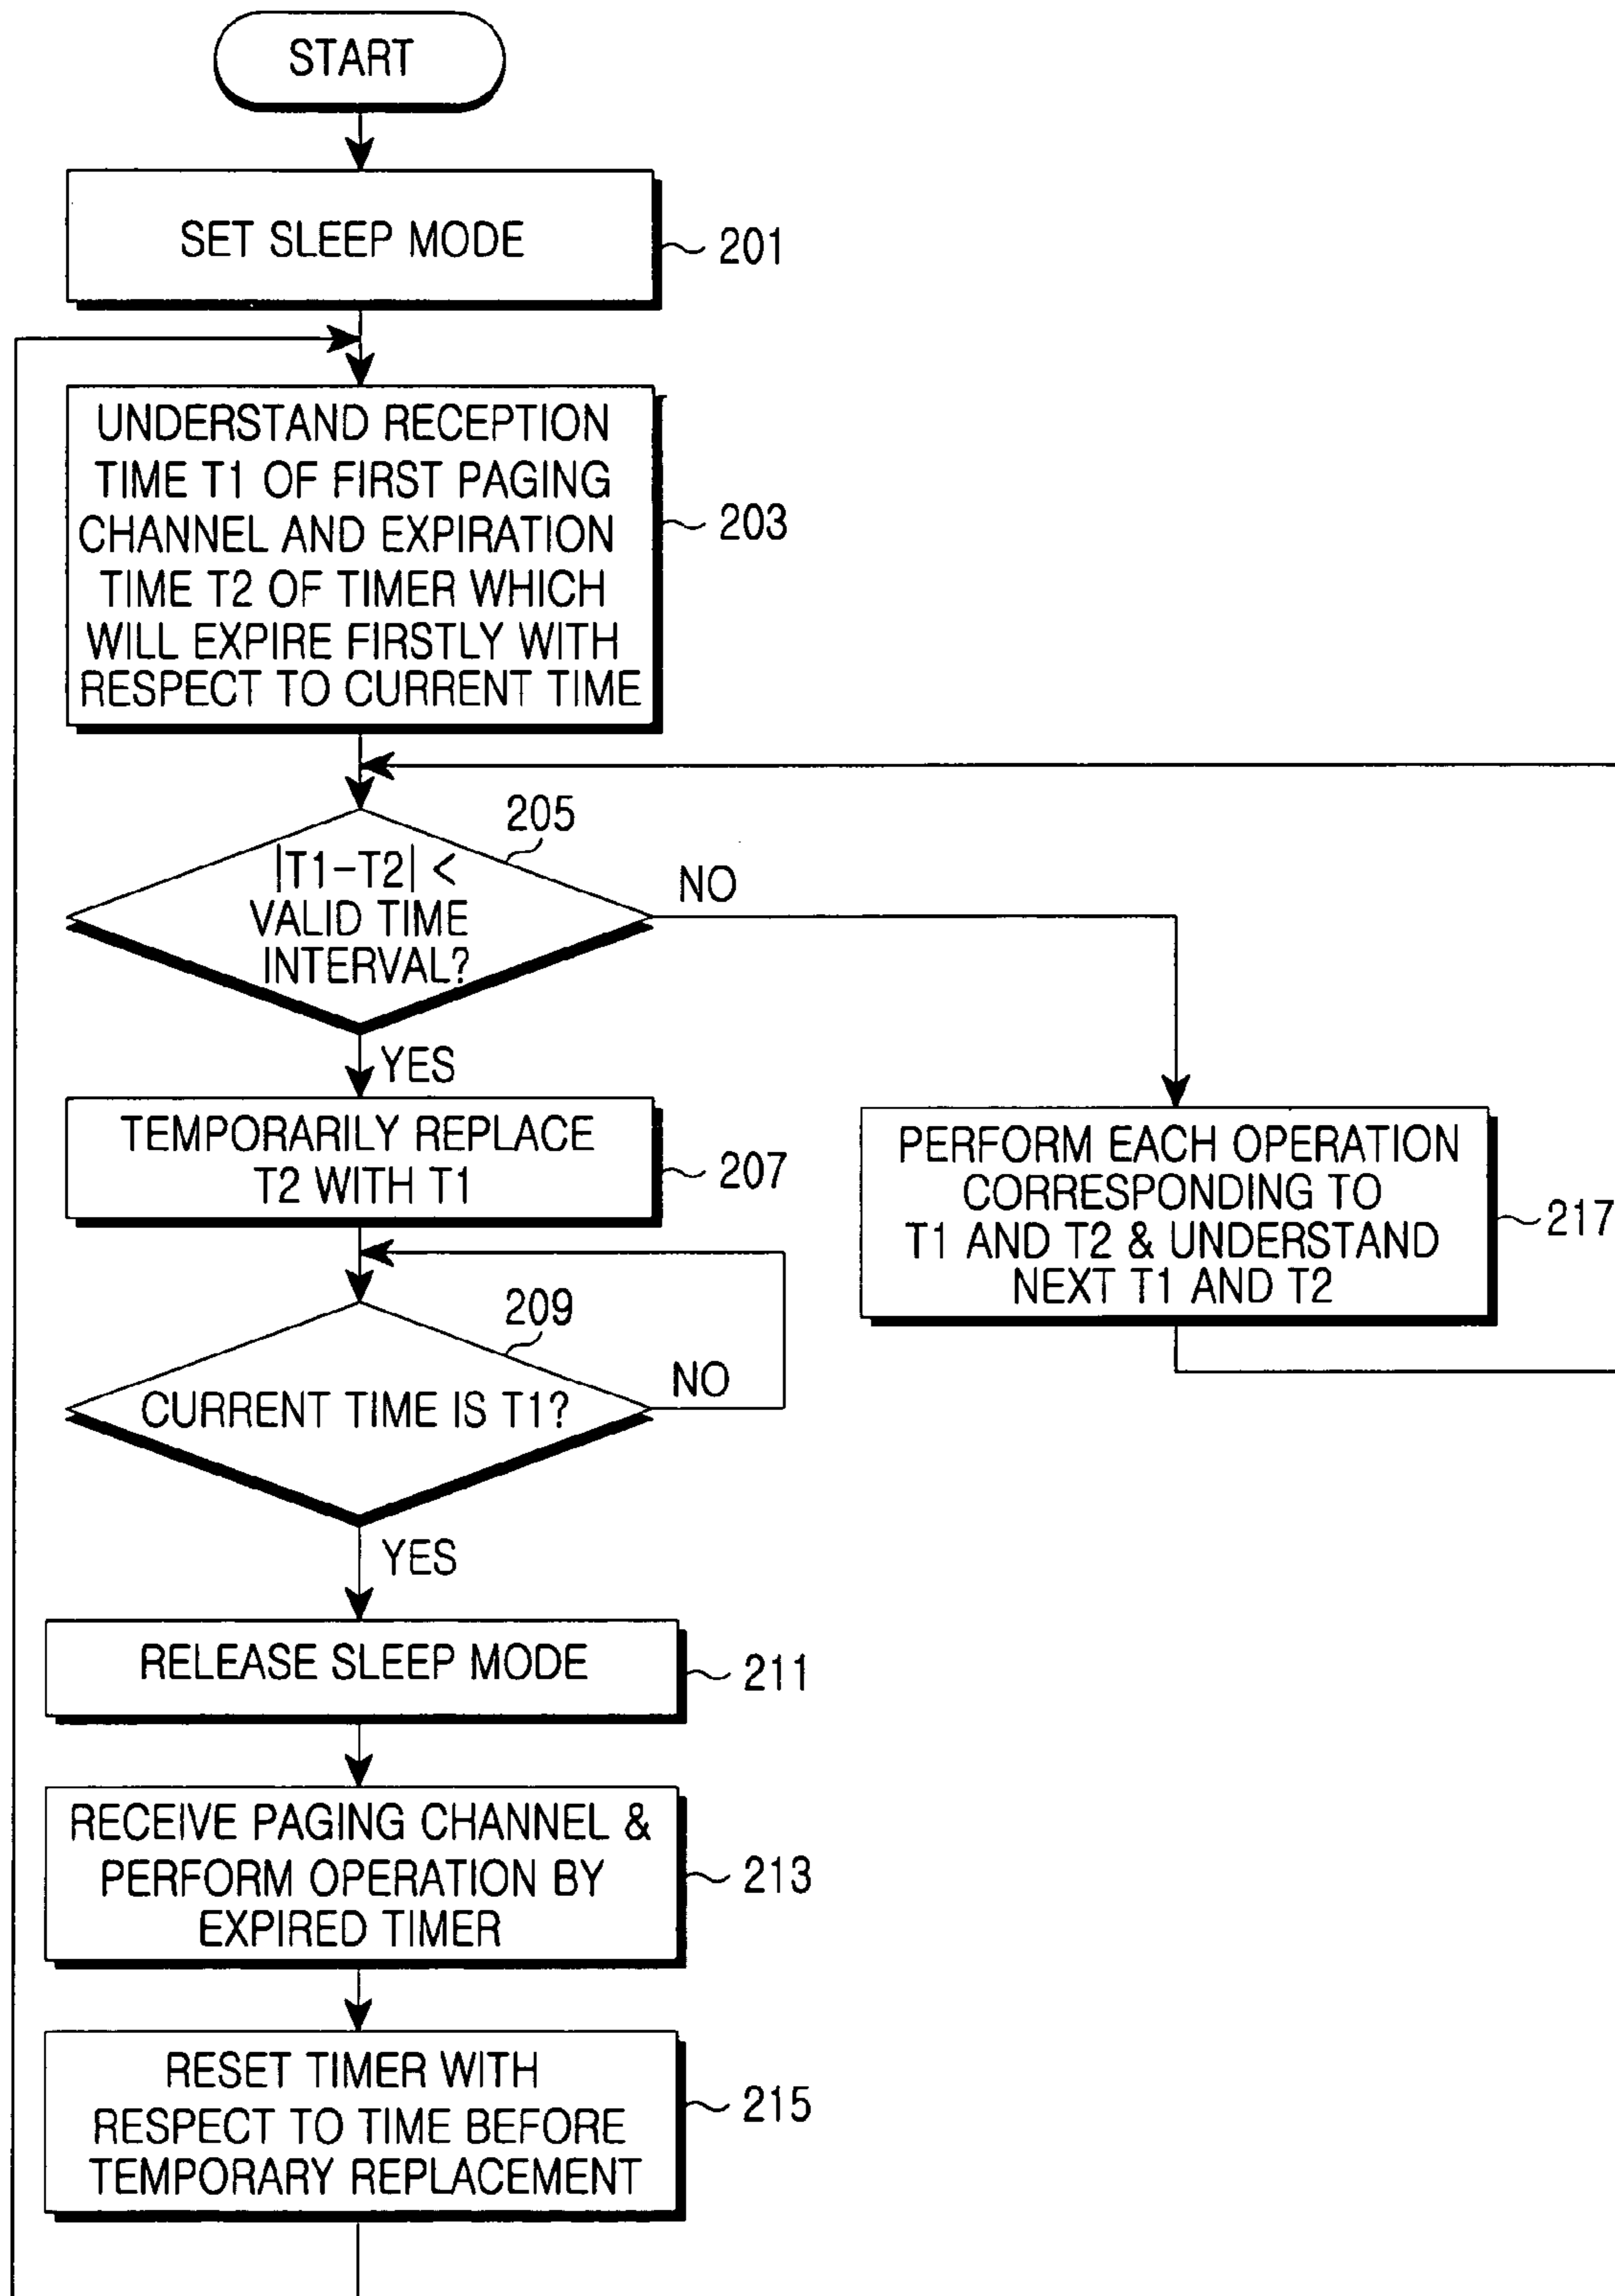 START
SET SLEEP MODE
201
UNDERSTAND RECEPTION
TIME T1 OF FIRST PAGING
CHANNEL AND EXPIRATION
TIME T2 OF TIMER WHICH
WILL EXPIRE FIRSTLY WITH
RESPECT TO CURRENT TIME
203
205
|T1-T2| <
VALID TIME
INTERVAL?
NO
YES
TEMPORARILY REPLACE
T2 WITH T1
207
PERFORM EACH OPERATION
CORRESPONDING TO
T1 AND T2 & UNDERSTAND
NEXT T1 AND T2
217
209
CURRENT TIME IS T1?
NO
YES
RELEASE SLEEP MODE
211
RECEIVE PAGING CHANNEL &
PERFORM OPERATION BY
EXPIRED TIMER
213
RESET TIMER WITH
RESPECT TO TIME BEFORE
TEMPORARY REPLACEMENT
215